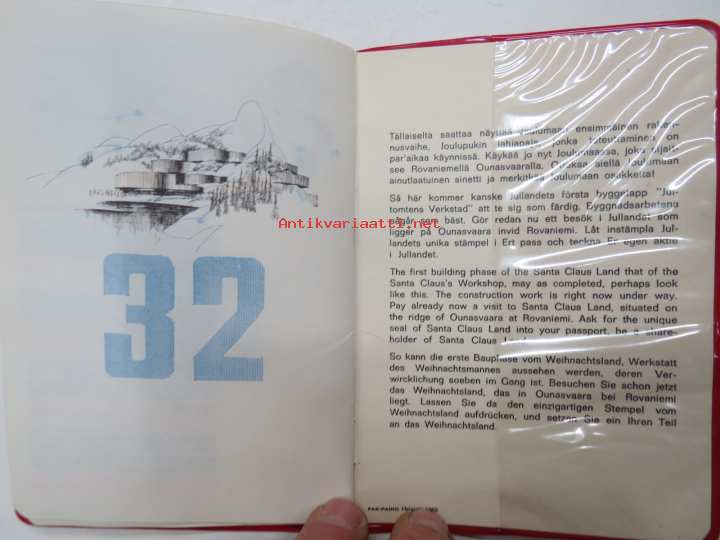 Antikvariaatti.net
32
Tällaiselta saattaa näyttää Joulumaan ensimmäinen raken-
nusvaihe, Joulupukin lahjapaja, jonka toteuttaminen on
par'aikaa käynnissä. Käykää jo nyt Joulumaassa, joka sijait-
see Rovaniemellä Ounasvaaralla. Ottakaa siellä Joulumaan
ainutlaatuinen sinetti ja merkitkää Joulumaan osakkeita!
Så här kommer kanske Jullandets första byggetapp "Jul-
tomtens Verkstad" att te sig som färdig. Byggnadsarbetena
pågår som bäst. Gör redan nu ett besök i Jullandet som
ligger på Ounasvaara invid Rovaniemi. Låt instämpla Jul-
landets unika stämpel i Ert pass och teckna Er egen aktie
i Jullandet.
The first building phase of the Santa Claus Land that of the
Santa Claus's Workshop, may as completed, perhaps look
like this. The construction work is right now under way.
Pay already now a visit to Santa Claus Land, situated on
the ridge of Ounasvaara at Rovaniemi. Ask for the unique
seal of Santa Claus Land into your passport, be a share-
holder of Santa Claus Land.
So kann die erste Bauphase vom Weihnachtsland, Werkstatt
des Weihnachtsmannes aussehen werden, deren Ver-
wircklichung soeben im Gang ist. Besuchen Sie schon jetzt
das Weihnachtsland, das in Ounasvaara bei Rovaniemi
liegt. Lassen Sie da den einzigartigen Stempel vom
Weihnachtsland aufdrücken, und setzen Sie ein Ihren Teil
an das Weihnachtsland.
PAK-PAINO Helsinki